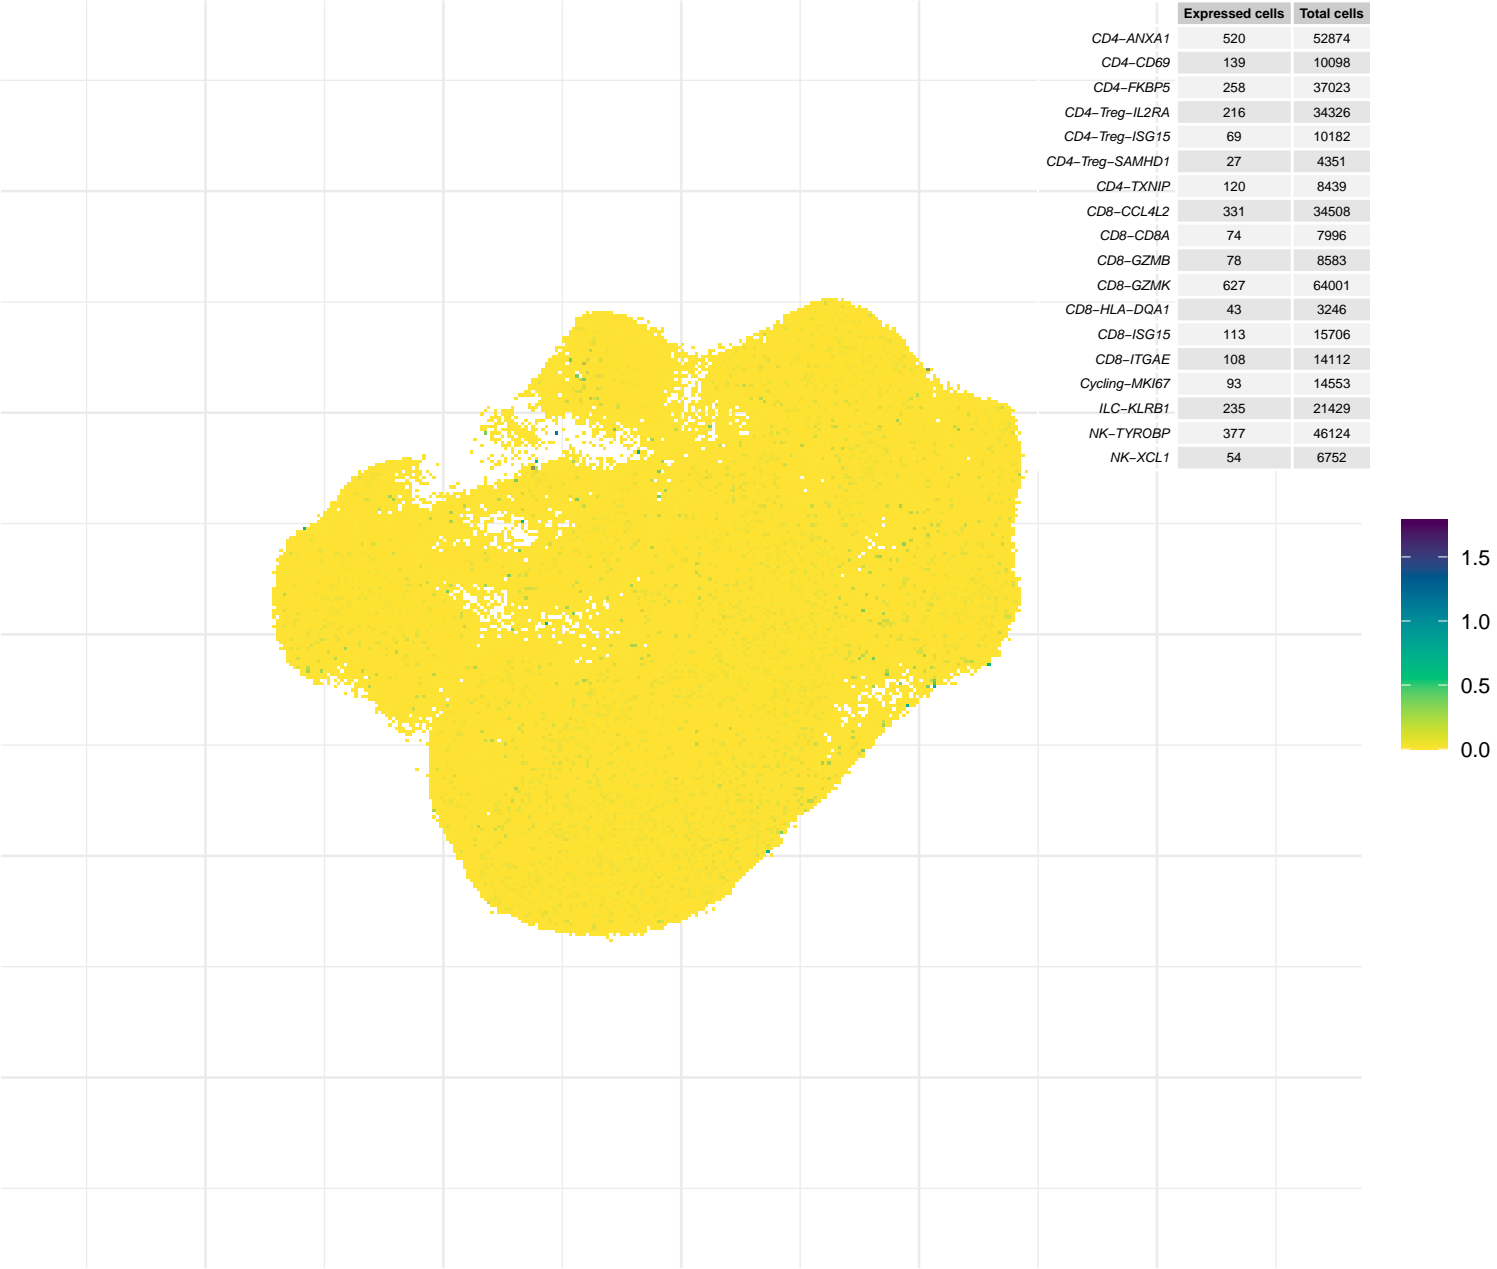 Expressed cells Total cells
CD4−ANXA1 520 52874
CD4−CD69 139 10098
CD4−FKBP5 258 37023
CD4−Treg−IL2RA 216 34326
CD4−Treg−ISG15 69 10182
CD4−Treg−SAMHD1 27 4351
CD4−TXNIP 120 8439
CD8−CCL4L2 331 34508
CD8−CD8A 74 7996
CD8−GZMB 78 8583
CD8−GZMK 627 64001
CD8−HLA−DQA1 43 3246
CD8−ISG15 113 15706
CD8−ITGAE 108 14112
Cycling−MKI67 93 14553
ILC−KLRB1 235 21429
NK−TYROBP 377 46124
NK−XCL1 54 6752
1.5
1.0
0.5
0.0